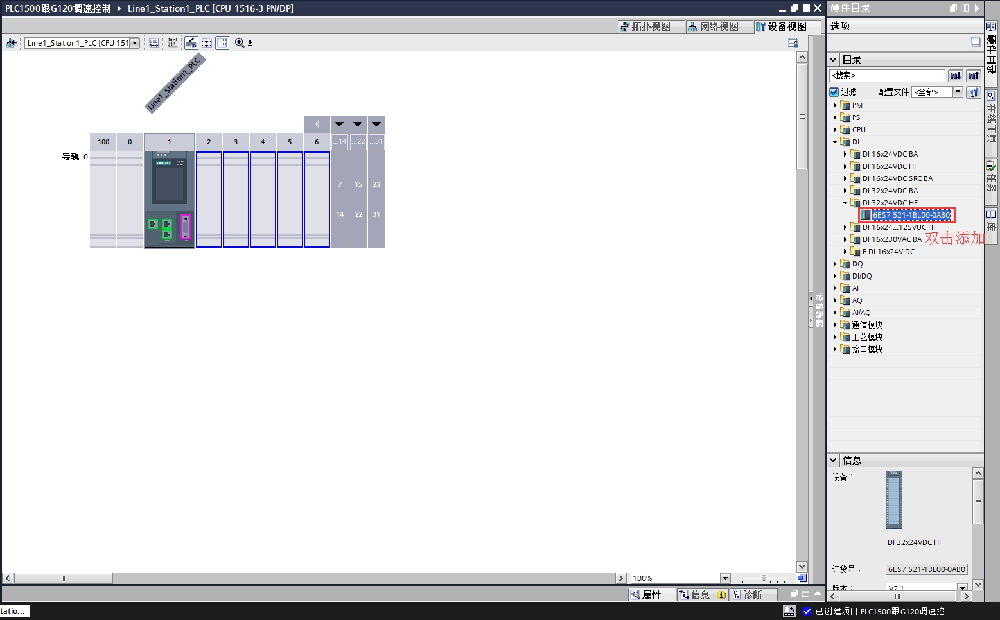 PLC1500跟G120调速控制 Line1_Station1_PLC [CPU 1516-3 PN/DP]
拓扑视图
网络视图
设备视图
Line1_Station1_PLC [CPU 151
Line1_Station1_PLC
导轨_0
100 0 1 2 3 4 5 6 ...14 ...22 ...31
SIEMENS
7 15 23
- - -
14 22 31
设备数据
100%
属性
信息
诊断
硬件目录
选项
目录
<搜索>
过滤 配置文件 <全部>
PM
PS
CPU
DI
DI 16x24VDC BA
DI 16x24VDC HF
DI 16x24VDC SRC BA
DI 32x24VDC BA
DI 32x24VDC HF
6ES7 521-1BL00-0AB0
DI 16x24...125VUC HF
DI 16x230VAC BA
双击添加
F-DI 16x24V DC
DQ
DI/DQ
AI
AQ
AI/AQ
通信模块
工艺模块
接口模块
信息
设备：
DI 32x24VDC HF
订货号： 6ES7 521-1BL00-0AB0
版本： V2.1
硬件目录
在线工具
任务
库
tatio...
已创建项目 PLC1500跟G120调速控...